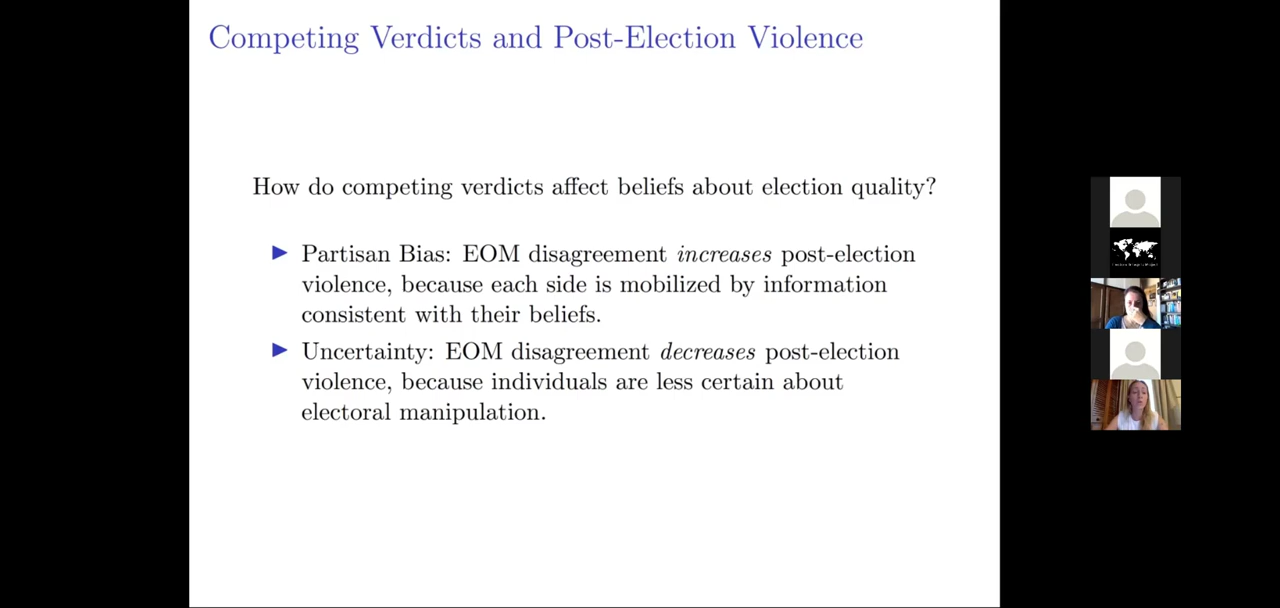 Competing Verdicts and Post-Election Violence
How do competing verdicts affect beliefs about election quality?
▶ Partisan Bias: EOM disagreement increases post-election
violence, because each side is mobilized by information
consistent with their beliefs.
▶ Uncertainty: EOM disagreement decreases post-election
violence, because individuals are less certain about
electoral manipulation.